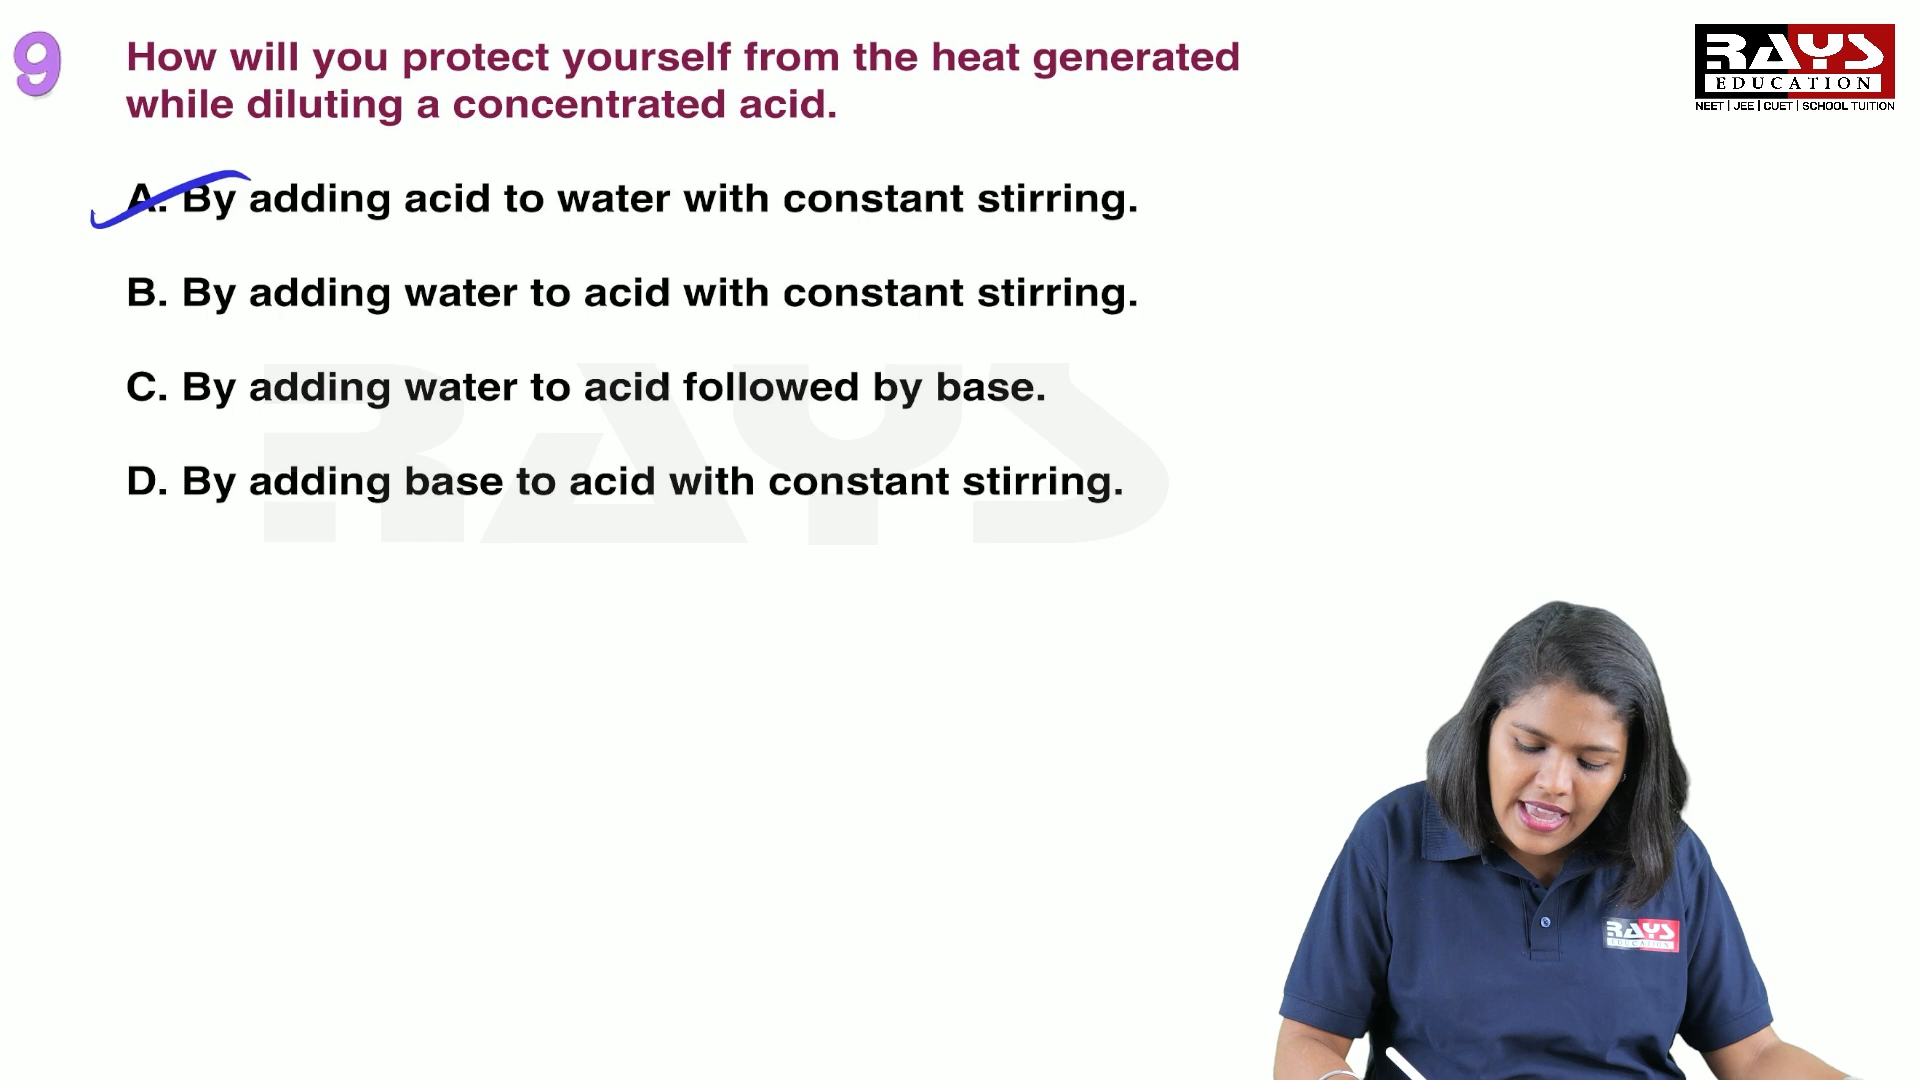 9
How will you protect yourself from the heat generated
while diluting a concentrated acid.
A. By adding acid to water with constant stirring.
B. By adding water to acid with constant stirring.
C. By adding water to acid followed by base.
D. By adding base to acid with constant stirring.
RAYS
EDUCATION
NEET | JEE | CUET | SCHOOL TUITION
RAYS
RAYS
EDUCATION